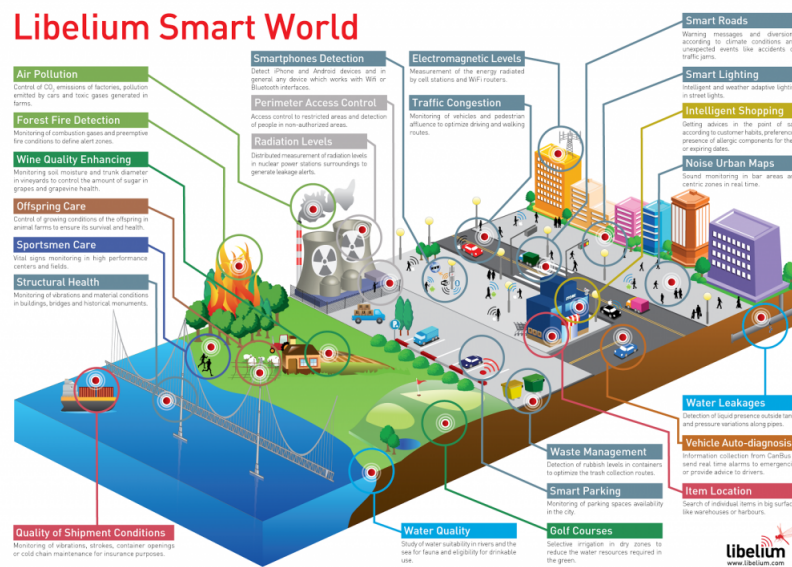 Libelium Smart World
Air Pollution
Control of CO2 emissions of factories, pollution
emitted by cars and toxic gases generated in
farms.
Forest Fire Detection
Monitoring of combustion gases and preemptive
fire conditions to define alert zones.
Wine Quality Enhancing
Monitoring soil moisture and trunk diameter
in vineyards to control the amount of sugar in
grapes and grapevine health.
Offspring Care
Control of growing conditions of the offspring in
animal farms to ensure its survival and health.
Sportsmen Care
Vital signs monitoring in high performance
centers and fields.
Structural Health
Monitoring of vibrations and material conditions
in buildings, bridges and historical monuments.
Quality of Shipment Conditions
Monitoring of vibrations, strokes, container openings
or cold chain maintenance for insurance purposes.
Smartphones Detection
Detect iPhone and Android devices and in
general any device which works with Wifi or
Bluetooth interfaces.
Perimeter Access Control
Access control to restricted areas and detection
of people in non-authorized areas.
Radiation Levels
Distributed measurement of radiation levels
in nuclear power stations surroundings to
generate leakage alerts.
Electromagnetic Levels
Measurement of the energy radiated
by cell stations and WiFi routers.
Traffic Congestion
Monitoring of vehicles and pedestrian
affluence to optimize driving and walking
routes.
Smart Roads
Warning messages and diversion
according to climate conditions an
unexpected events like accidents o
traffic jams.
Smart Lighting
Intelligent and weather adaptive lighti
in street lights.
Intelligent Shopping
Getting advices in the point of sa
according to customer habits, preference
presence of allergic components for the
or expiring dates.
Noise Urban Maps
Sound monitoring in bar areas an
centric zones in real time.
Water Leakages
Detection of liquid presence outside tan
and pressure variations along pipes.
Vehicle Auto-diagnosis
Information collection from CanBus
send real time alarms to emergenci
or provide advice to drivers.
Item Location
Search of individual items in big surfac
like warehouses or harbours.
Waste Management
Detection of rubbish levels in containers
to optimize the trash collection routes.
Smart Parking
Monitoring of parking spaces availability
in the city.
Golf Courses
Selective irrigation in dry zones to
reduce the water resources required in
the green.
Water Quality
Study of water suitability in rivers and the
sea for fauna and eligibility for drinkable
use.
P
libelium
www.libelium.com